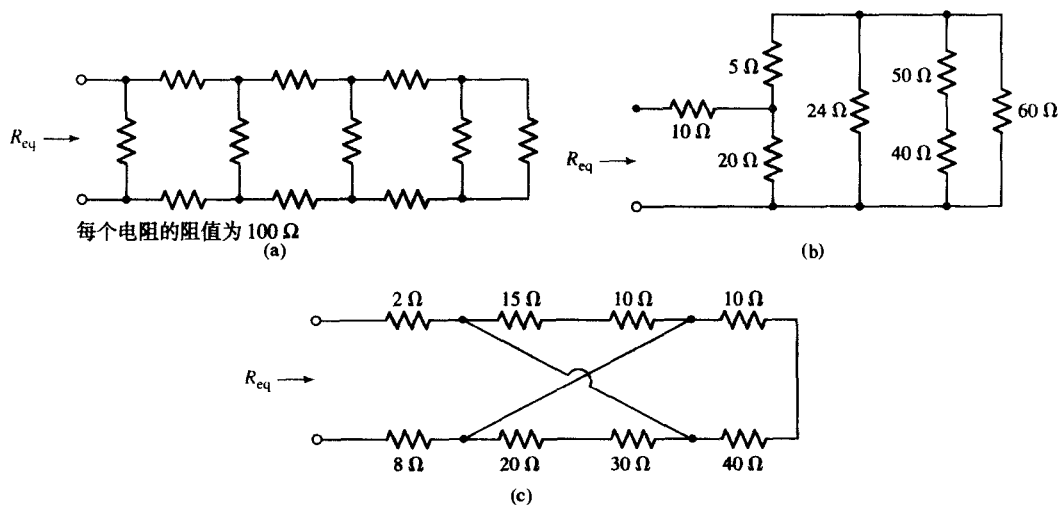 R_eq
每个电阻的阻值为 100 Ω
(a)
5 Ω
50 Ω
10 Ω
24 Ω
60 Ω
R_eq
20 Ω
40 Ω
(b)
2 Ω
15 Ω
10 Ω
10 Ω
R_eq
8 Ω
20 Ω
30 Ω
40 Ω
(c)